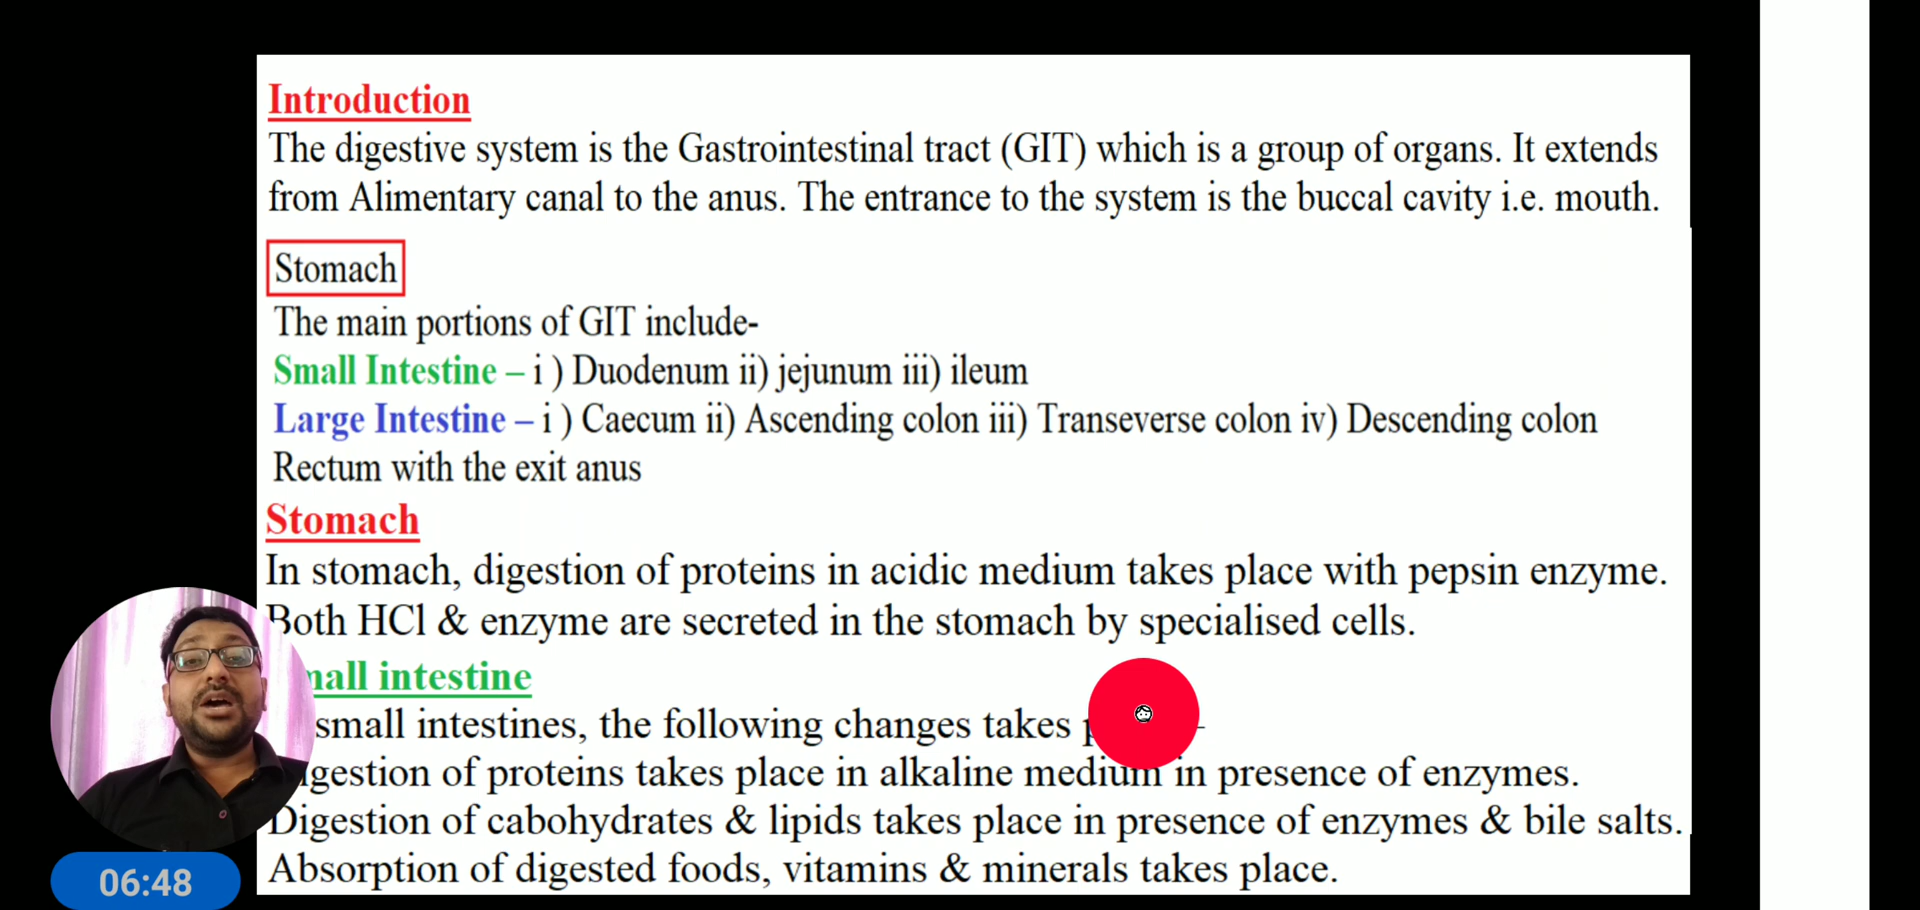 Introduction
The digestive system is the Gastrointestinal tract (GIT) which is a group of organs. It extends
from Alimentary canal to the anus. The entrance to the system is the buccal cavity i.e. mouth.
Stomach
The main portions of GIT include-
Small Intestine – i ) Duodenum ii) jejunum iii) ileum
Large Intestine – i ) Caecum ii) Ascending colon iii) Transeverse colon iv) Descending colon
Rectum with the exit anus
Stomach
In stomach, digestion of proteins in acidic medium takes place with pepsin enzyme.
Both HCl & enzyme are secreted in the stomach by specialised cells.
mall intestine
small intestines, the following changes takes
igestion of proteins takes place in alkaline medium in presence of enzymes.
Digestion of cabohydrates & lipids takes place in presence of enzymes & bile salts.
Absorption of digested foods, vitamins & minerals takes place.
06:48